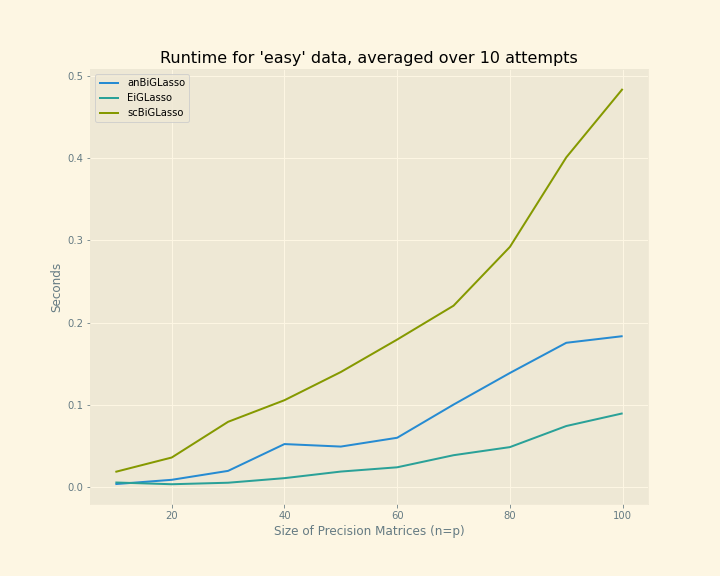 Runtime for 'easy' data, averaged over 10 attempts
anBiGLasso
EiGLasso
scBiGLasso
0.5
0.4
0.3
0.2
0.1
0.0
Seconds
20 40 60 80 100
Size of Precision Matrices (n=p)